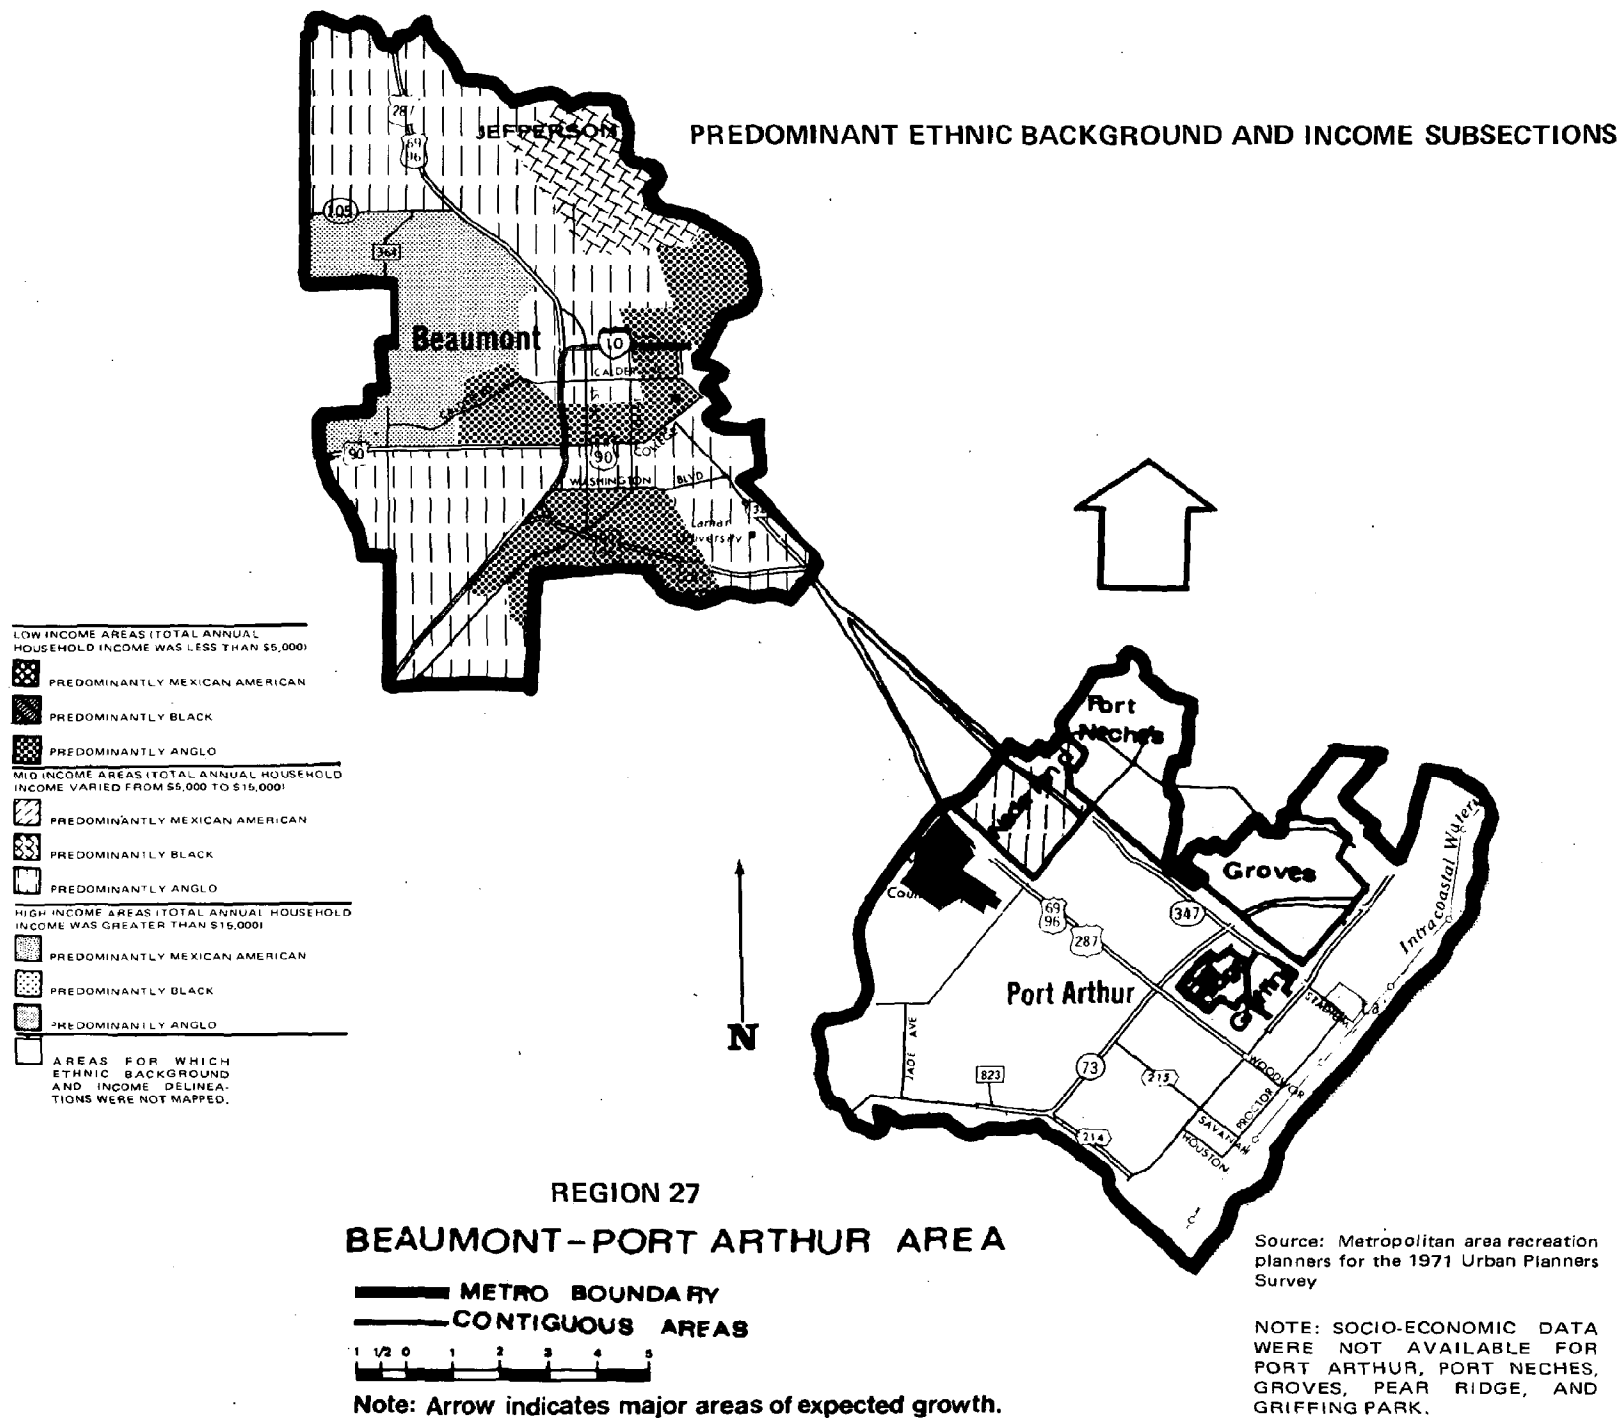 PREDOMINANT ETHNIC BACKGROUND AND INCOME SUBSECTIONS
JEFFERSON
287
69
96
105
364
Beaumont
10
CALDER
90
90
COLLEGE
WASHINGTON BLVD
Lamar
University
LOW INCOME AREAS (TOTAL ANNUAL
HOUSEHOLD INCOME WAS LESS THAN $5,000)
PREDOMINANTLY MEXICAN AMERICAN
PREDOMINANTLY BLACK
PREDOMINANTLY ANGLO
MID INCOME AREAS (TOTAL ANNUAL HOUSEHOLD
INCOME VARIED FROM $5,000 TO $15,000)
PREDOMINANTLY MEXICAN AMERICAN
PREDOMINANTLY BLACK
PREDOMINANTLY ANGLO
HIGH INCOME AREAS (TOTAL ANNUAL HOUSEHOLD
INCOME WAS GREATER THAN $15,000)
PREDOMINANTLY MEXICAN AMERICAN
PREDOMINANTLY BLACK
PREDOMINANTLY ANGLO
AREAS FOR WHICH
ETHNIC BACKGROUND
AND INCOME DELINEA-
TIONS WERE NOT MAPPED.
Port
Neches
Groves
Intracoastal Water
347
69
96
287
Port Arthur
STADIUM
JADE AVE
73
823
215
WOODWOR
PROCTOR
SAVANAH
HOUSTON
214
N
REGION 27
BEAUMONT-PORT ARTHUR AREA
METRO BOUNDARY
CONTIGUOUS AREAS
1 1/2 0 1 2 3 4 5
Note: Arrow indicates major areas of expected growth.
Source: Metropolitan area recreation
planners for the 1971 Urban Planners
Survey
NOTE: SOCIO-ECONOMIC DATA
WERE NOT AVAILABLE FOR
PORT ARTHUR, PORT NECHES,
GROVES, PEAR RIDGE, AND
GRIFFING PARK.